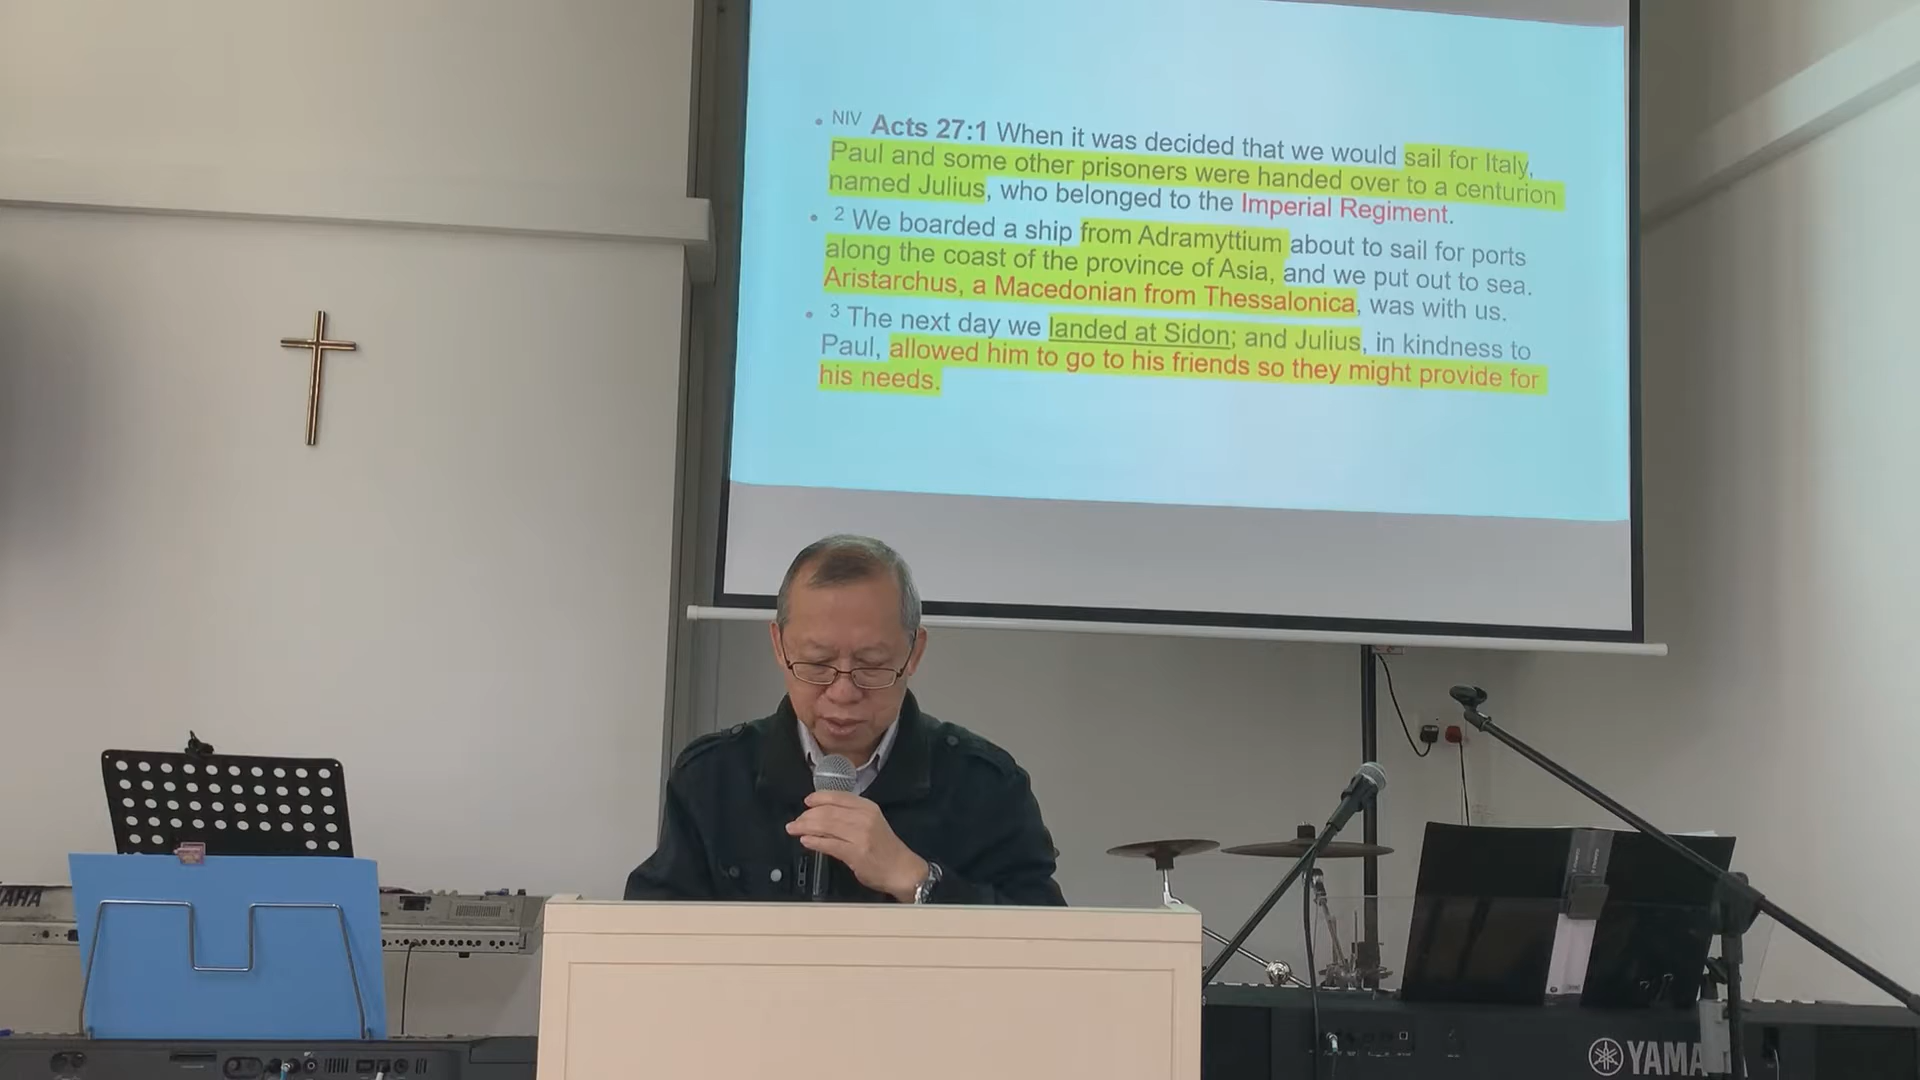 • NIV Acts 27:1 When it was decided that we would sail for Italy,
Paul and some other prisoners were handed over to a centurion
named Julius, who belonged to the Imperial Regiment.
• 2 We boarded a ship from Adramyttium about to sail for ports
along the coast of the province of Asia, and we put out to sea.
Aristarchus, a Macedonian from Thessalonica, was with us.
• 3 The next day we landed at Sidon; and Julius, in kindness to
Paul, allowed him to go to his friends so they might provide for
his needs.
AHA
YAMA